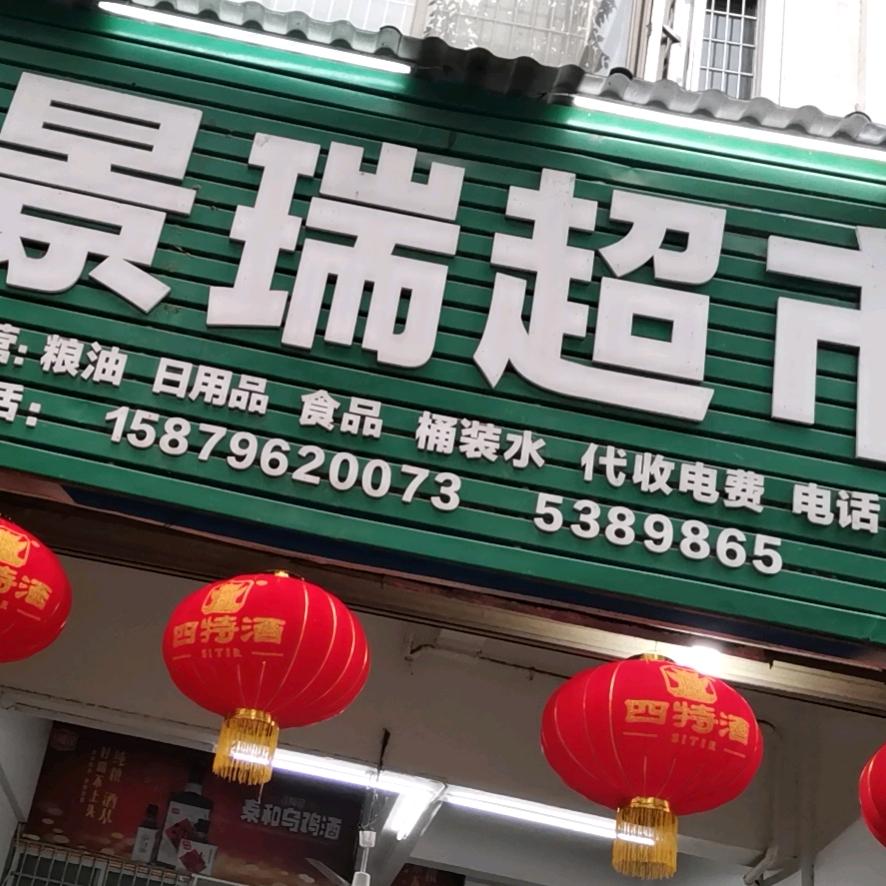 景瑞超市
营: 粮油 日用品 食品 桶装水 代收电费 电话
话: 15879620073 5389865
四特酒
SITIR
四特酒
SITIR
特酒
泰和乌鸡酒